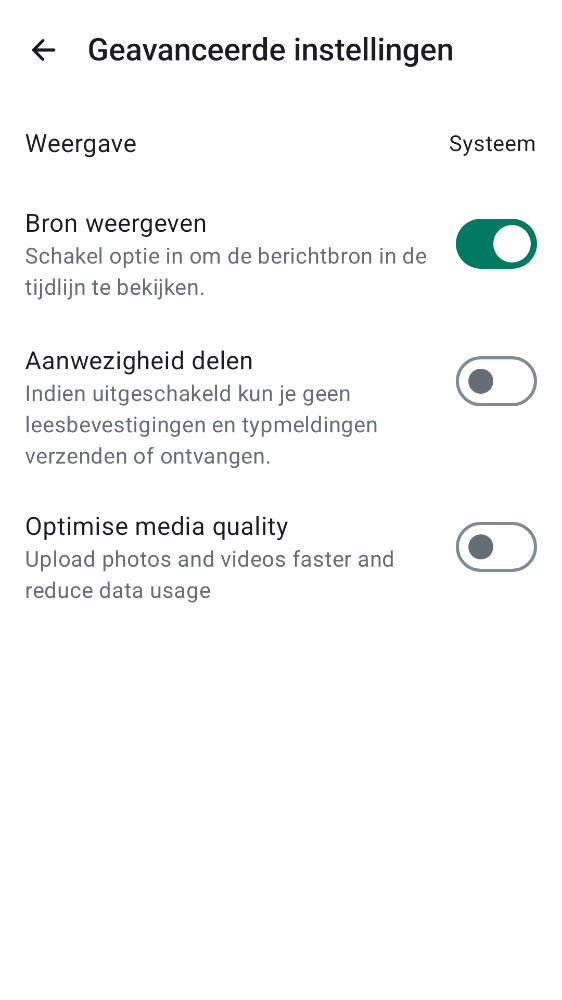 Geavanceerde instellingen
Weergave
Systeem
Bron weergeven
Schakel optie in om de berichtbron in de
tijdlijn te bekijken.
Aanwezigheid delen
Indien uitgeschakeld kun je geen
leesbevestigingen en typmeldingen
verzenden of ontvangen.
Optimise media quality
Upload photos and videos faster and
reduce data usage